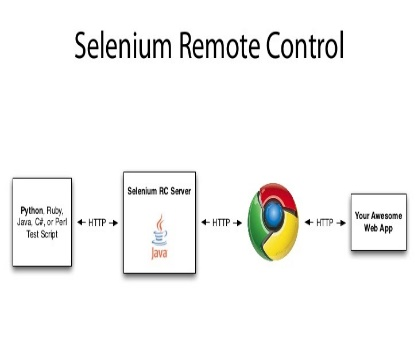 Selenium Remote Control
Python, Ruby,
Java, C#, or Perl
Test Script
HTTP
Selenium RC Server
Java
HTTP
HTTP
Your Awesome
Web App